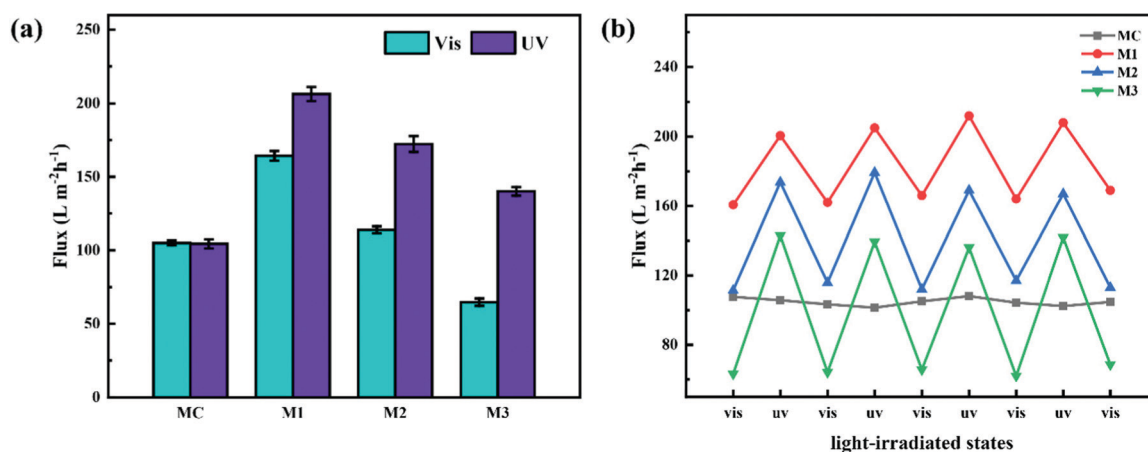 (a)
Vis UV
250
200
150
100
50
0
Flux (L m⁻²h⁻¹)
MC M1 M2 M3
(b)
MC
M1
M2
M3
240
200
160
120
80
Flux (L m⁻²h⁻¹)
vis uv vis uv vis uv vis uv vis
light-irradiated states